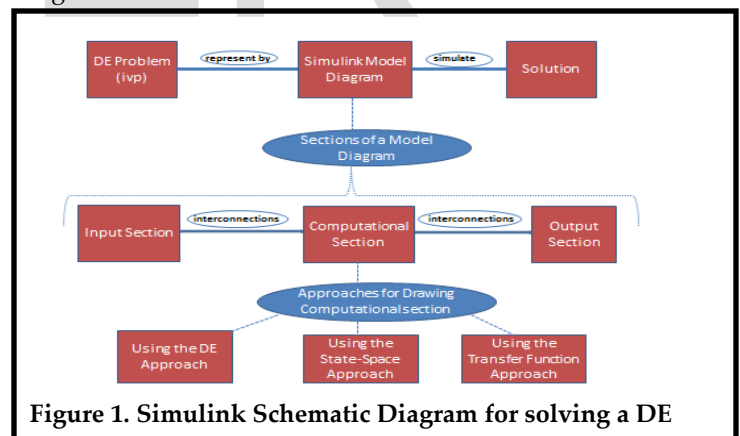 DE Problem
(ivp)
represent by
Simulink Model
Diagram
simulate
Solution
Sections of a Model
Diagram
Input Section
interconnections
Computational
Section
interconnections
Output
Section
Approaches for Drawing
Computational section
Using the DE
Approach
Using the
State-Space
Approach
Using the
Transfer Function
Approach
Figure 1. Simulink Schematic Diagram for solving a DE